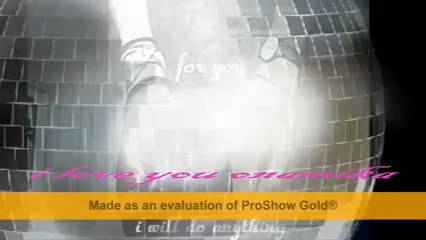 for you
i love you onamika
Made as an evaluation of ProShow Gold®
i will do anything